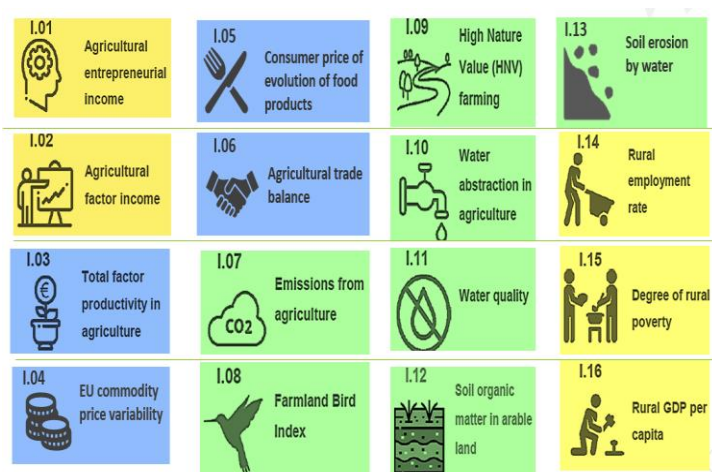 I.01
Agricultural
entrepreneurial
income
I.05
Consumer price of
evolution of food
products
I.09
High Nature
Value (HNV)
farming
I.13
Soil erosion
by water
I.02
Agricultural
factor income
I.06
Agricultural trade
balance
I.10
Water
abstraction in
agriculture
I.14
Rural
employment
rate
I.03
€
Total factor
productivity in
agriculture
I.07
CO2
Emissions from
agriculture
I.11
Water quality
I.15
Degree of rural
poverty
I.04
EU commodity
price variability
I.08
Farmland Bird
Index
I.12
Soil organic
matter in arable
land
I.16
Rural GDP per
capita